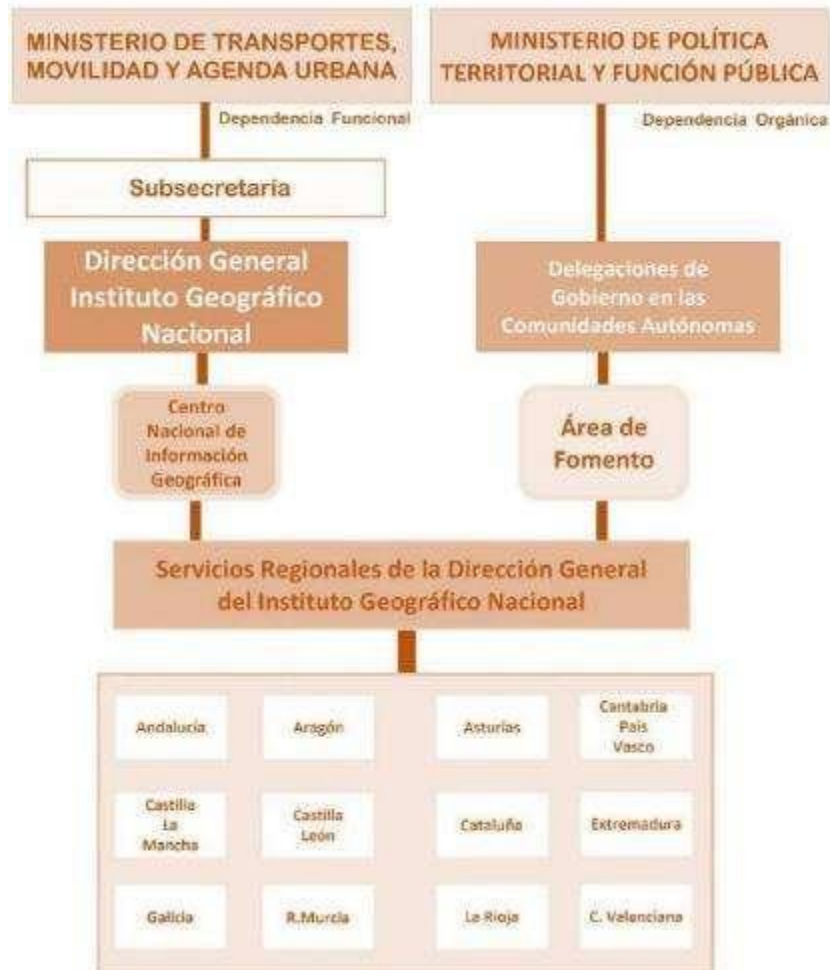 MINISTERIO DE TRANSPORTES,
MOVILIDAD Y AGENDA URBANA
MINISTERIO DE POLÍTICA
TERRITORIAL Y FUNCIÓN PÚBLICA
Dependencia Funcional
Dependencia Orgánica
Subsecretaria
Dirección General
Instituto Geográfico
Nacional
Delegaciones de
Gobierno en las
Comunidades Autónomas
Centro
Nacional de
Información
Geográfica
Área de
Fomento
Servicios Regionales de la Dirección General
del Instituto Geográfico Nacional
Andalucía
Aragón
Asturias
Cantabria
País
Vasco
Castilla
La
Mancha
Castilla
León
Cataluña
Extremadura
Galicia
R.Murcia
La Rioja
C. Valenciana